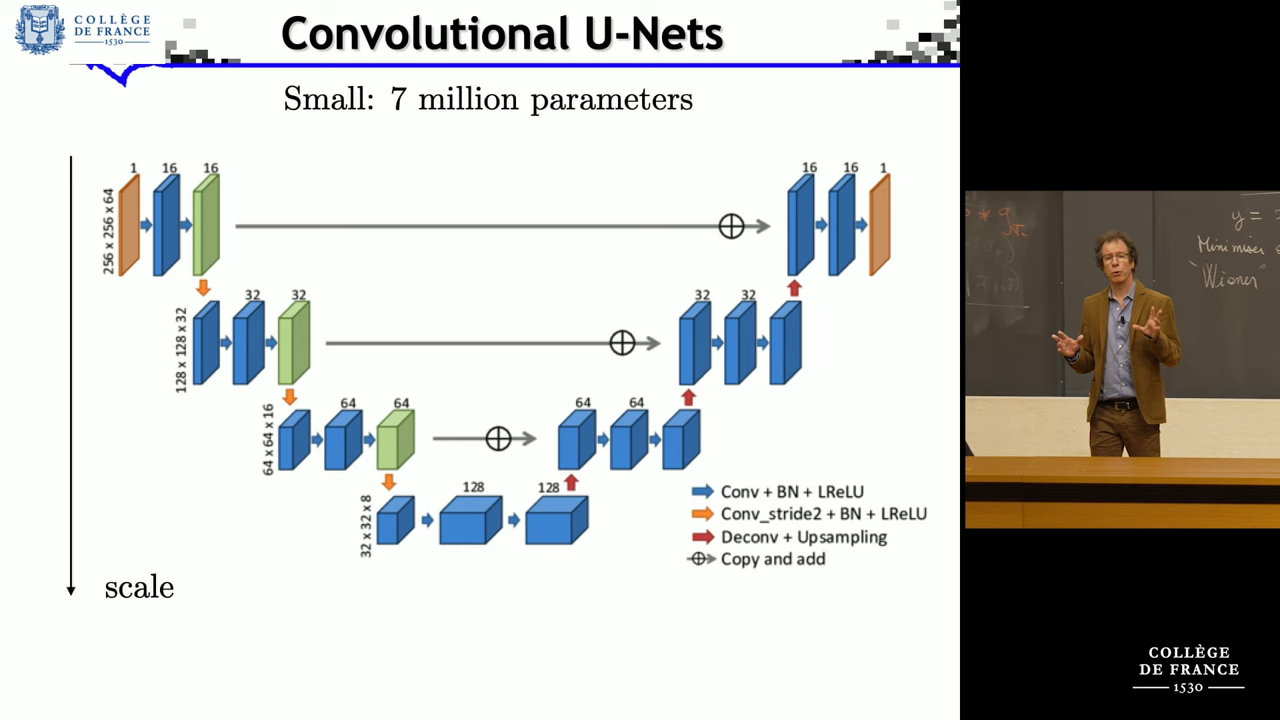 COLLÈGE
DE FRANCE
1530
Convolutional U-Nets
Small: 7 million parameters
1 16 16
16 16 1
256 x 256 x 64
32 32
32 32
128 x 128 x 32
64 64
64 64
64 x 64 x 16
128 128
32 x 32 x 8
Conv + BN + LReLU
Conv_stride2 + BN + LReLU
Deconv + Upsampling
Copy and add
scale
y =
Minimiser
"Wiener"
COLLÈGE
DE FRANCE
1530